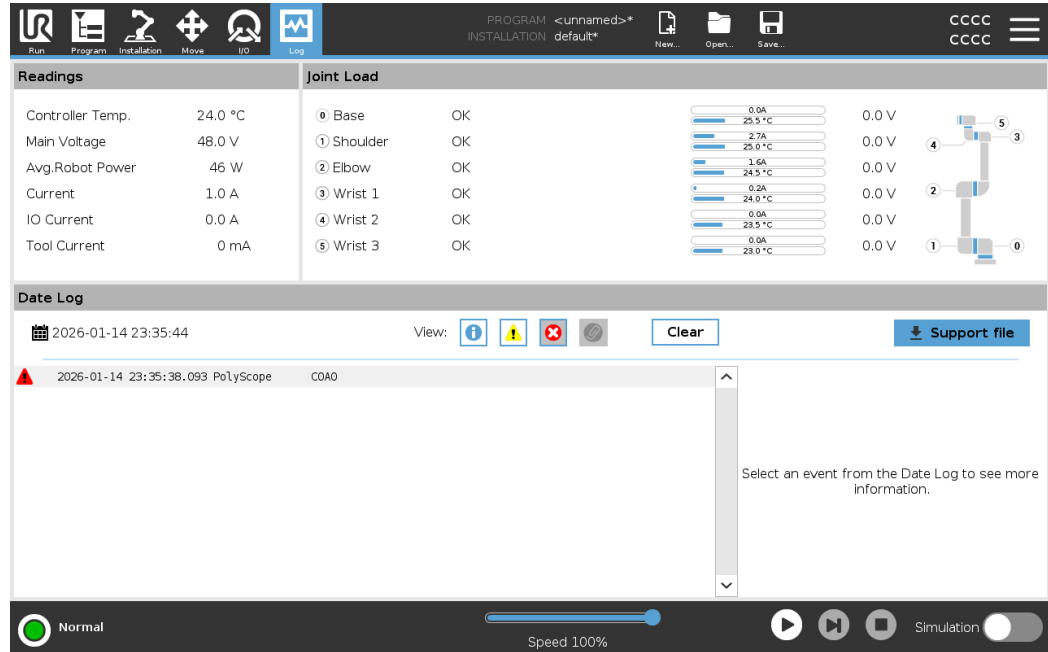 PROGRAM <unnamed>*
INSTALLATION default*
Run Program Installation Move I/O Log New... Open... Save...
cccc
cccc
Readings
Controller Temp. 24.0 °C
Main Voltage 48.0 V
Avg.Robot Power 46 W
Current 1.0 A
IO Current 0.0 A
Tool Current 0 mA
Joint Load
0 Base OK 0.0A 25.5 °C 0.0 V
1 Shoulder OK 2.7A 25.0 °C 0.0 V
2 Elbow OK 1.6A 24.5 °C 0.0 V
3 Wrist 1 OK 0.2A 24.0 °C 0.0 V
4 Wrist 2 OK 0.0A 23.5 °C 0.0 V
5 Wrist 3 OK 0.0A 23.0 °C 0.0 V
5
3
4
2
1 0
Date Log
2026-01-14 23:35:44 View: Clear Support file
2026-01-14 23:35:38.093 PolyScope C0A0
Select an event from the Date Log to see more
information.
Normal
Speed 100%
Simulation